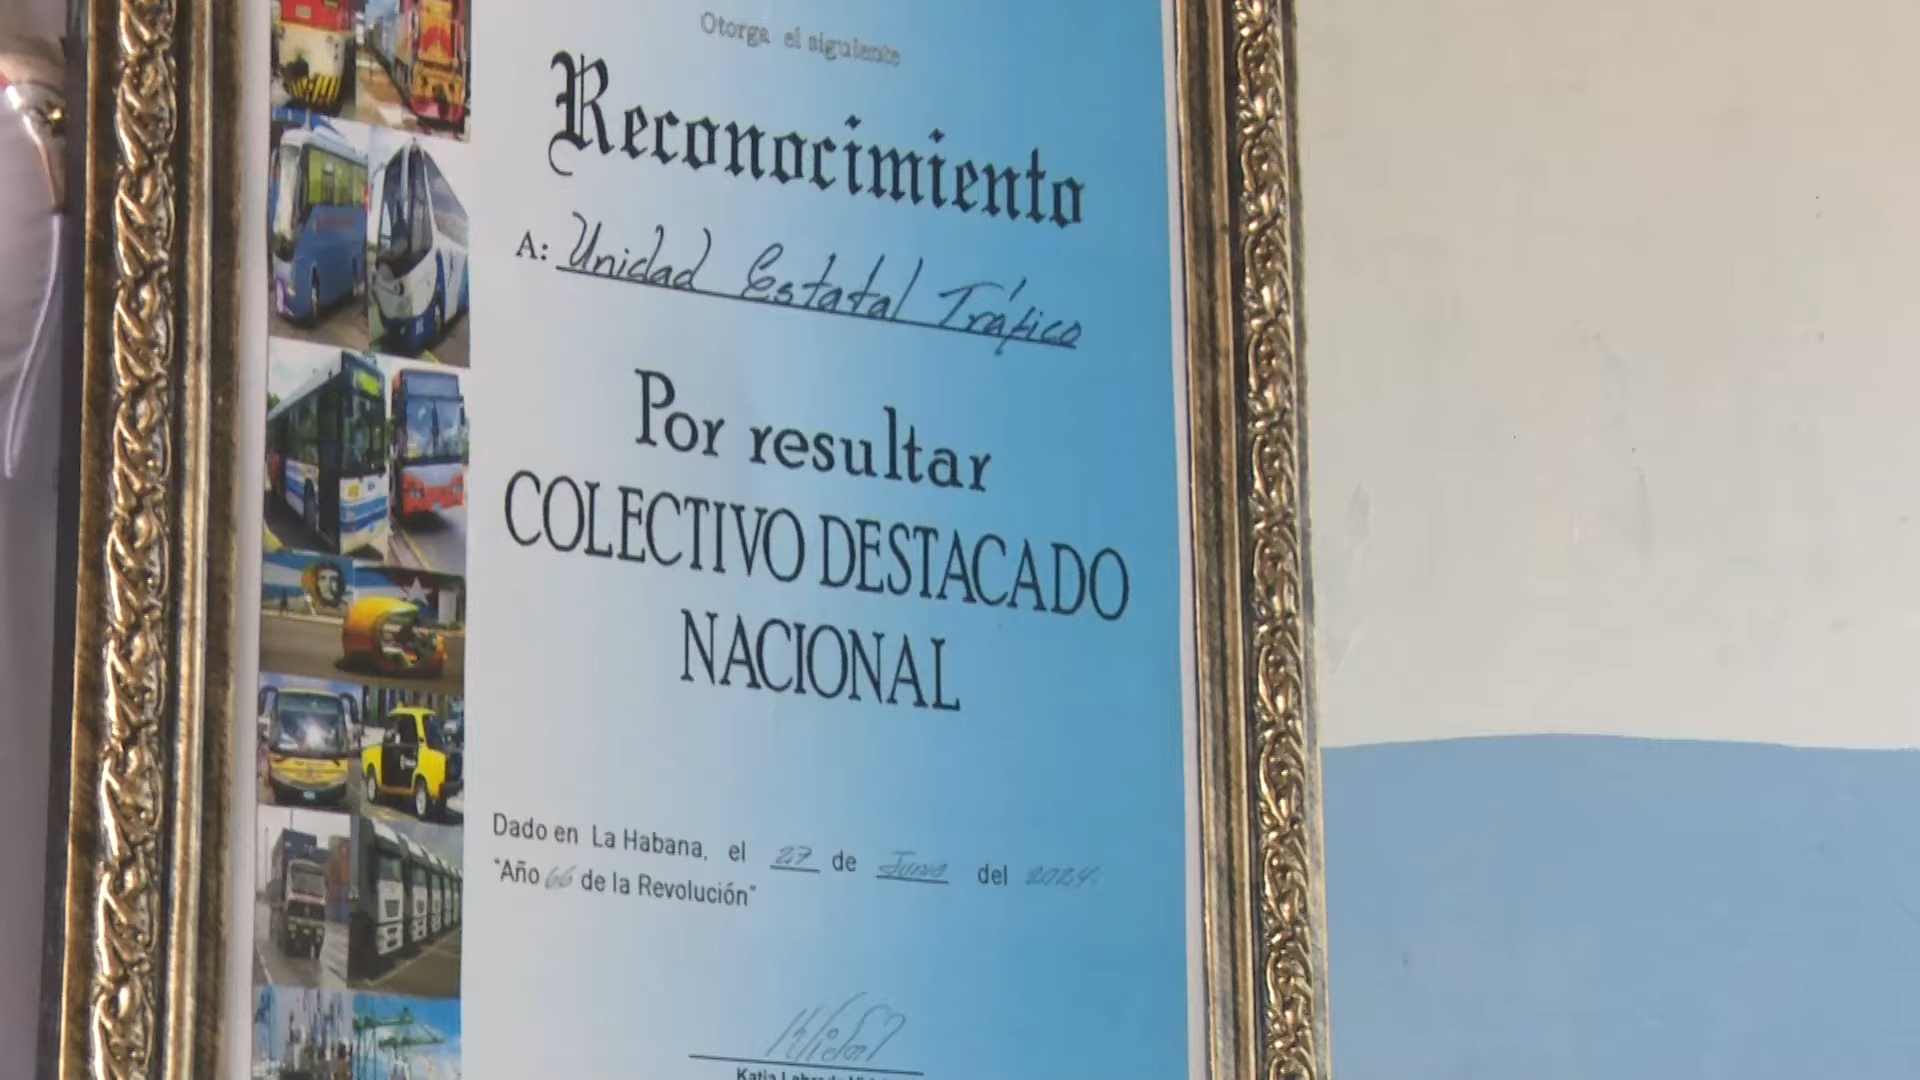 Otorga el siguiente
Reconocimiento
A: Unidad Estatal Tráfico
Por resultar
COLECTIVO DESTACADO
NACIONAL
Dado en La Habana, el 27 de Junio del 2024.
"Año 66 de la Revolución"